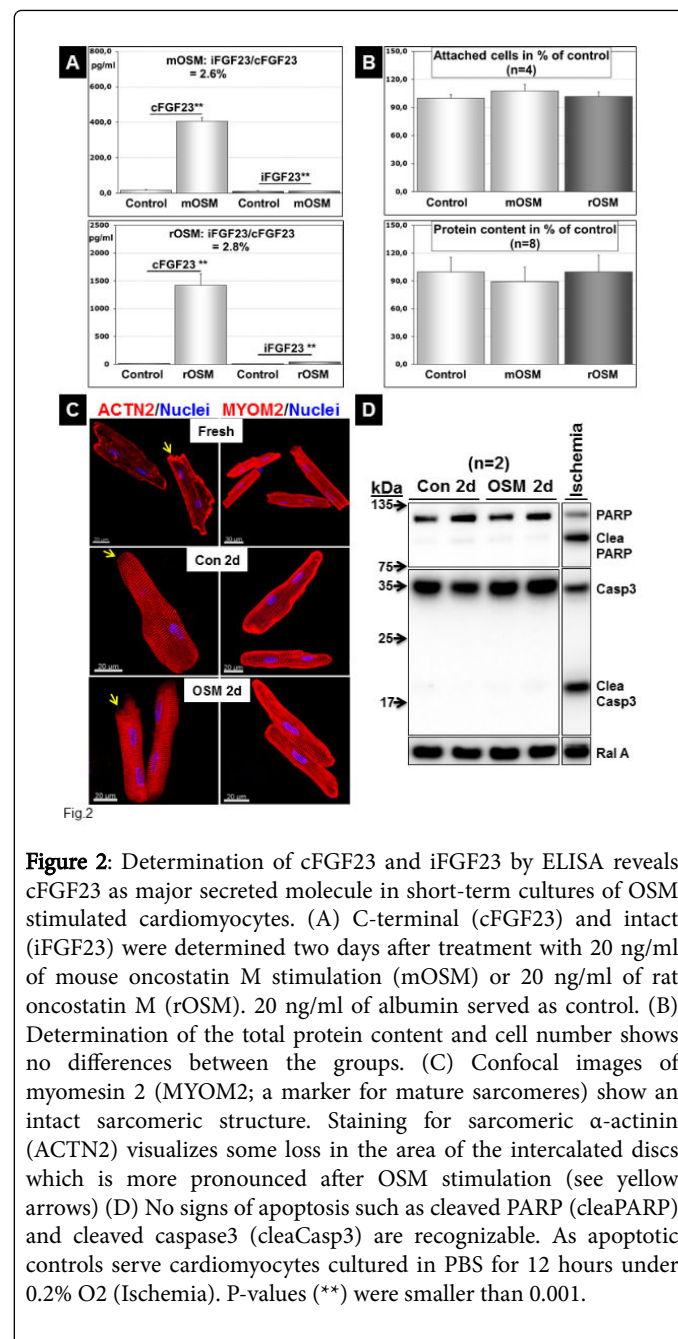 A
800,0
pg/ml
600,0
400,0
200,0
0,0
mOSM: iFGF23/cFGF23
= 2.6%
cFGF23**
iFGF23**
Control mOSM Control mOSM
2500
2000
1500
1000
500
0
rOSM: iFGF23/cFGF23
= 2.8%
cFGF23 **
iFGF23 **
Control rOSM Control rOSM
B
150,0
120,0
90,0
60,0
30,0
0,0
Attached cells in % of control
(n=4)
Control mOSM rOSM
150,0
120,0
90,0
60,0
30,0
0,0
Protein content in % of control
(n=8)
Control mOSM rOSM
C
ACTN2/Nuclei MYOM2/Nuclei
Fresh
Con 2d
20 µm 20 µm
OSM 2d
20 µm 20 µm
D
(n=2)
kDa Con 2d OSM 2d Ischemia
135
PARP
Clea
PARP
75
35
Casp3
25
Clea
Casp3
17
Ral A
Fig.2
Figure 2: Determination of cFGF23 and iFGF23 by ELISA reveals
cFGF23 as major secreted molecule in short-term cultures of OSM
stimulated cardiomyocytes. (A) C-terminal (cFGF23) and intact
(iFGF23) were determined two days after treatment with 20 ng/ml
of mouse oncostatin M stimulation (mOSM) or 20 ng/ml of rat
oncostatin M (rOSM). 20 ng/ml of albumin served as control. (B)
Determination of the total protein content and cell number shows
no differences between the groups. (C) Confocal images of
myomesin 2 (MYOM2; a marker for mature sarcomeres) show an
intact sarcomeric structure. Staining for sarcomeric α-actinin
(ACTN2) visualizes some loss in the area of the intercalated discs
which is more pronounced after OSM stimulation (see yellow
arrows) (D) No signs of apoptosis such as cleaved PARP (cleaPARP)
and cleaved caspase3 (cleaCasp3) are recognizable. As apoptotic
controls serve cardiomyocytes cultured in PBS for 12 hours under
0.2% O2 (Ischemia). P-values (**) were smaller than 0.001.